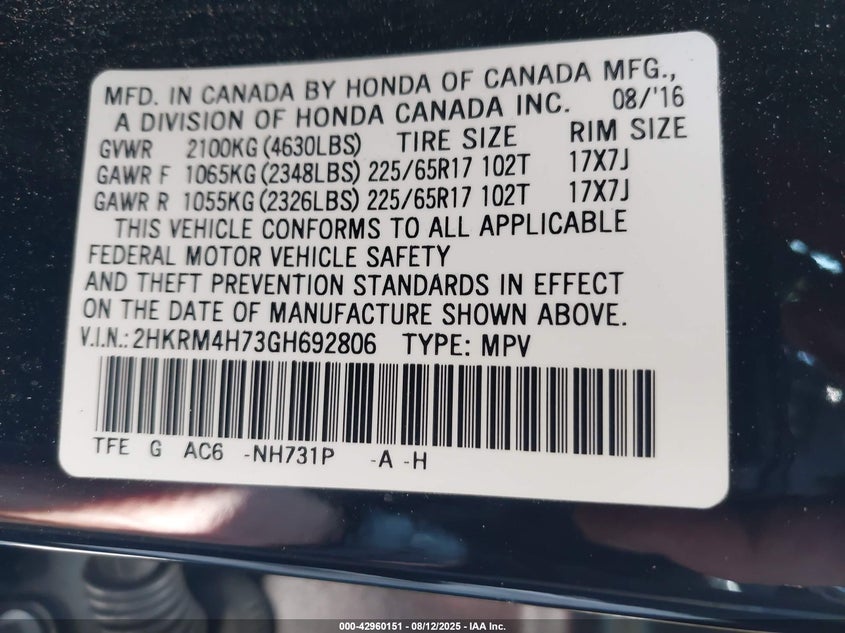 MFD. IN CANADA BY HONDA OF CANADA MFG.,
A DIVISION OF HONDA CANADA INC. 08/'16
GVWR 2100KG (4630LBS) TIRE SIZE RIM SIZE
GAWR F 1065KG (2348LBS) 225/65R17 102T 17X7J
GAWR R 1055KG (2326LBS) 225/65R17 102T 17X7J
THIS VEHICLE CONFORMS TO ALL APPLICABLE
FEDERAL MOTOR VEHICLE SAFETY
AND THEFT PREVENTION STANDARDS IN EFFECT
ON THE DATE OF MANUFACTURE SHOWN ABOVE.
V.I.N.: 2HKRM4H73GH692806 TYPE: MPV
TFE G AC6 -NH731P -A -H
000-42960151 - 08/12/2025 - IAA Inc.